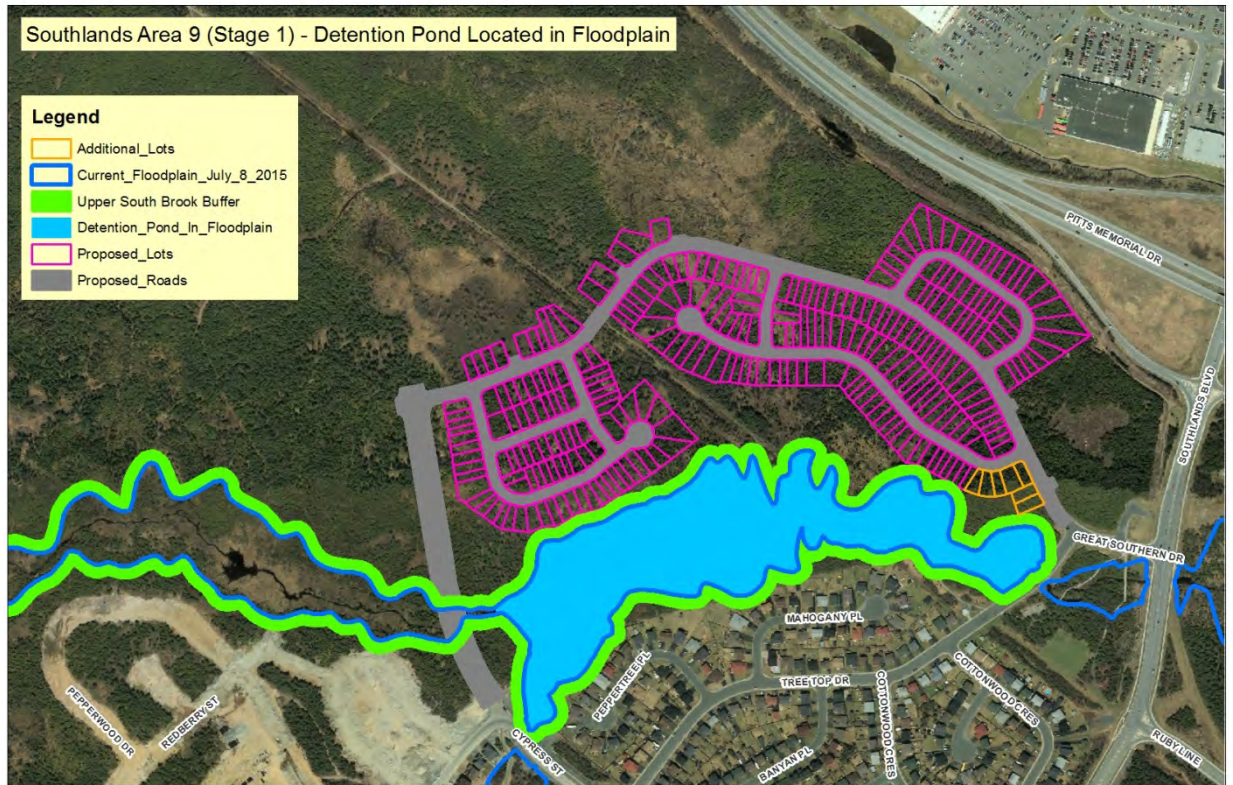 Southlands Area 9 (Stage 1) - Detention Pond Located in Floodplain
Legend
Additional_Lots
Current_Floodplain_July_8_2015
Upper South Brook Buffer
Detention_Pond_In_Floodplain
Proposed_Lots
Proposed_Roads
PITTS MEMORIAL DR
SOUTHLANDS BLVD
GREAT SOUTHERN DR
MAHOGANY PL
PEPPERTREE PL
TREE TOP DR
COTTONWOOD CRES
COTTONWOOD CRES
PEPPERWOOD DR
REDBERRY ST
CYPRESS ST
BANYAN PL
RUBY LINE